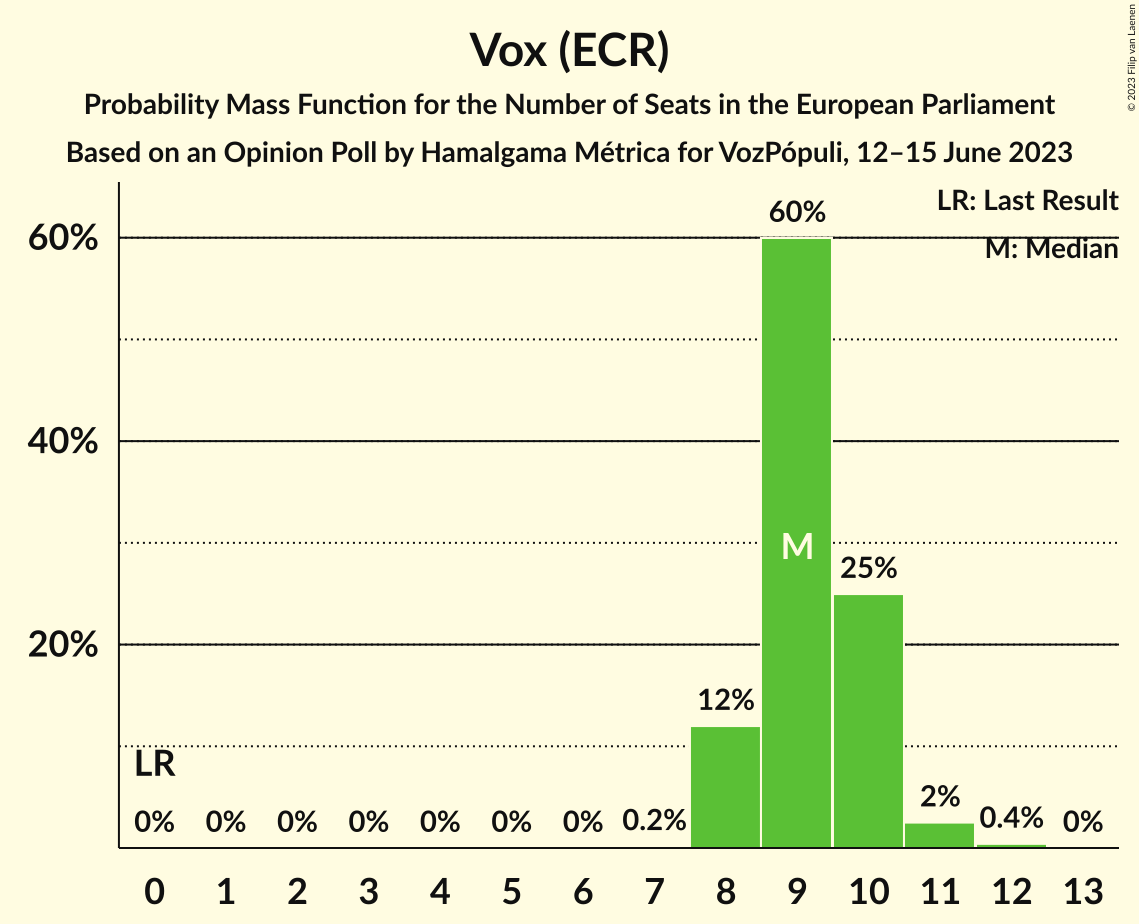 Vox (ECR)
Probability Mass Function for the Number of Seats in the European Parliament
Based on an Opinion Poll by Hamalgama Métrica for VozPópuli, 12–15 June 2023
© 2023 Filip van Laenen
LR: Last Result
M: Median
60%
40%
20%
60%
M
25%
12%
LR
0% 0% 0% 0% 0% 0% 0% 0.2% 2% 0.4% 0%
0 1 2 3 4 5 6 7 8 9 10 11 12 13